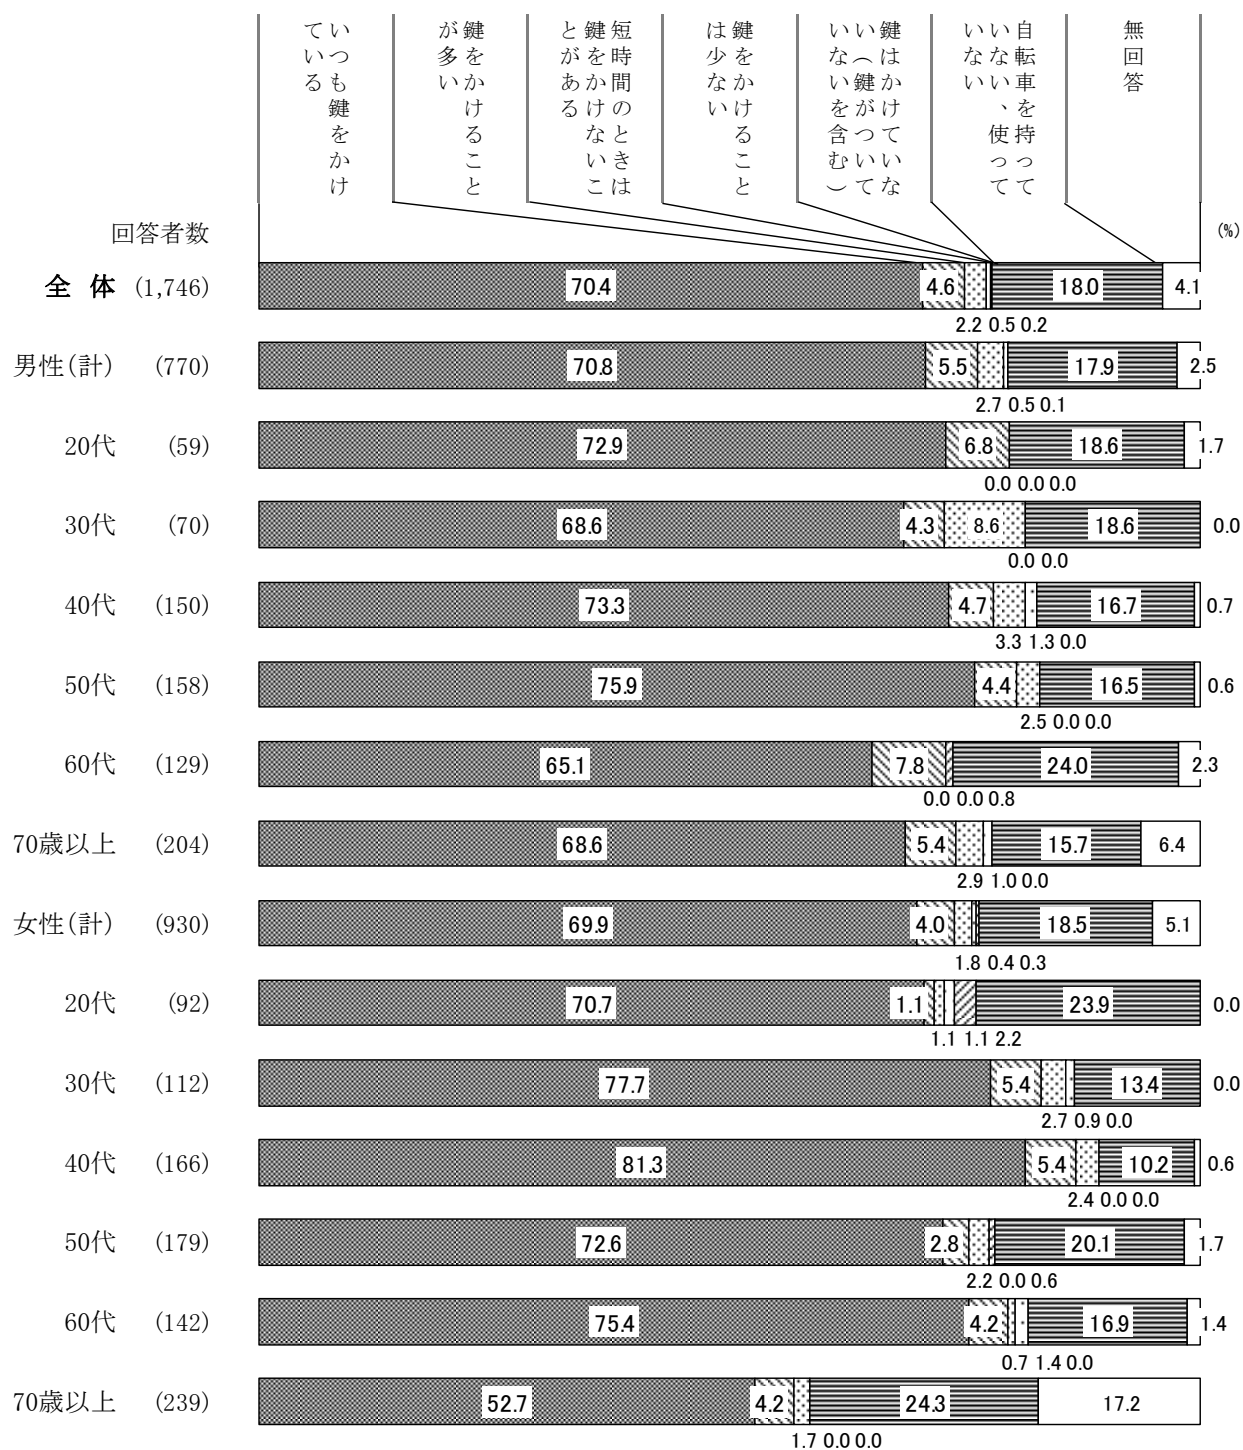 いつも鍵をかけ
ている
鍵をかけること
が多い
短時間のときは
鍵をかけないこ
とがある
鍵をかけること
は少ない
鍵はかけていな
い（鍵がついて
いないを含む）
自転車を持って
いない、使って
いない
無回答
回答者数
(%)
全 体 (1,746) 70.4 4.6 18.0 4.1
2.2 0.5 0.2
男性(計) (770) 70.8 5.5 17.9 2.5
2.7 0.5 0.1
20代 (59) 72.9 6.8 18.6 1.7
0.0 0.0 0.0
30代 (70) 68.6 4.3 8.6 18.6 0.0
0.0 0.0
40代 (150) 73.3 4.7 16.7 0.7
3.3 1.3 0.0
50代 (158) 75.9 4.4 16.5 0.6
2.5 0.0 0.0
60代 (129) 65.1 7.8 24.0 2.3
0.0 0.0 0.8
70歳以上 (204) 68.6 5.4 15.7 6.4
2.9 1.0 0.0
女性(計) (930) 69.9 4.0 18.5 5.1
1.8 0.4 0.3
20代 (92) 70.7 1.1 23.9 0.0
1.1 1.1 2.2
30代 (112) 77.7 5.4 13.4 0.0
2.7 0.9 0.0
40代 (166) 81.3 5.4 10.2 0.6
2.4 0.0 0.0
50代 (179) 72.6 2.8 20.1 1.7
2.2 0.0 0.6
60代 (142) 75.4 4.2 16.9 1.4
0.7 1.4 0.0
70歳以上 (239) 52.7 4.2 24.3 17.2
1.7 0.0 0.0